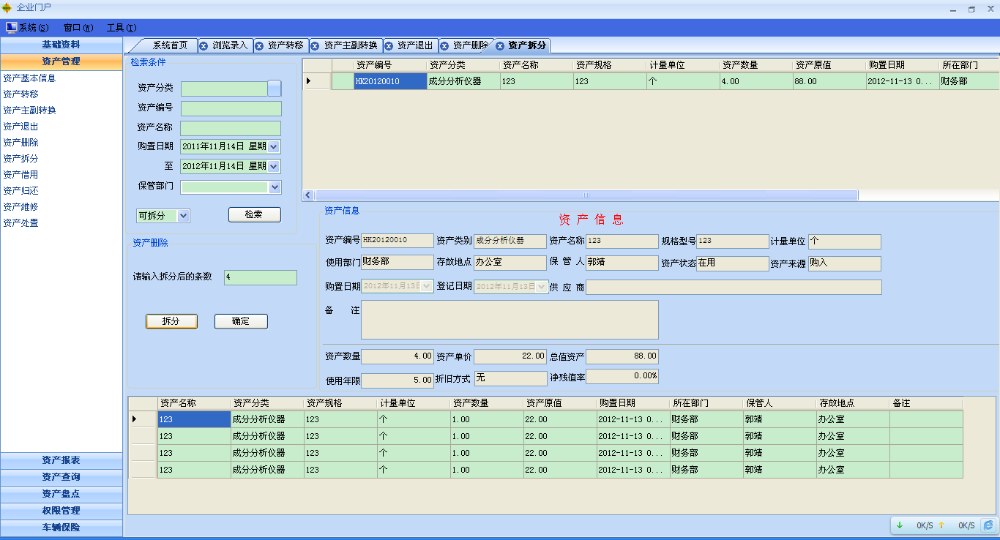 企业门户
系统(S) 窗口(W) 工具(T)
基础资料
资产管理
资产基本信息
资产转移
资产主副转换
资产退出
资产删除
资产拆分
资产借用
资产归还
资产维修
资产处置
资产报表
资产查询
资产盘点
权限管理
车辆保险
系统首页 浏览录入 资产转移 资产主副转换 资产退出 资产删除 资产拆分
检索条件
资产分类
资产编号
资产名称
购置日期 2011年11月14日 星期
至 2012年11月14日 星期
保管部门
可拆分 检索
资产删除
请输入拆分后的条数 4
拆分 确定
资产编号 资产分类 资产名称 资产规格 计量单位 资产数量 资产原值 购置日期 所在部门
HK20120010 成分分析仪器 123 123 个 4.00 88.00 2012-11-13 0... 财务部
资产信息
资产信息
资产编号 HK20120010 资产类别 成分分析仪器 资产名称 123 规格型号 123 计量单位 个
使用部门 财务部 存放地点 办公室 保管人 郭靖 资产状态 在用 资产来源 购入
购置日期 2012年11月13日 登记日期 2012年11月13日 供应商
备注
资产数量 4.00 资产单价 22.00 总值资产 88.00
使用年限 5.00 折旧方式 无 净残值率 0.00%
资产名称 资产分类 资产规格 计量单位 资产数量 资产原值 购置日期 所在部门 保管人 存放地点 备注
123 成分分析仪器 123 个 1.00 22.00 2012-11-13 0... 财务部 郭靖 办公室
123 成分分析仪器 123 个 1.00 22.00 2012-11-13 0... 财务部 郭靖 办公室
123 成分分析仪器 123 个 1.00 22.00 2012-11-13 0... 财务部 郭靖 办公室
123 成分分析仪器 123 个 1.00 22.00 2012-11-13 0... 财务部 郭靖 办公室
0K/S 0K/S